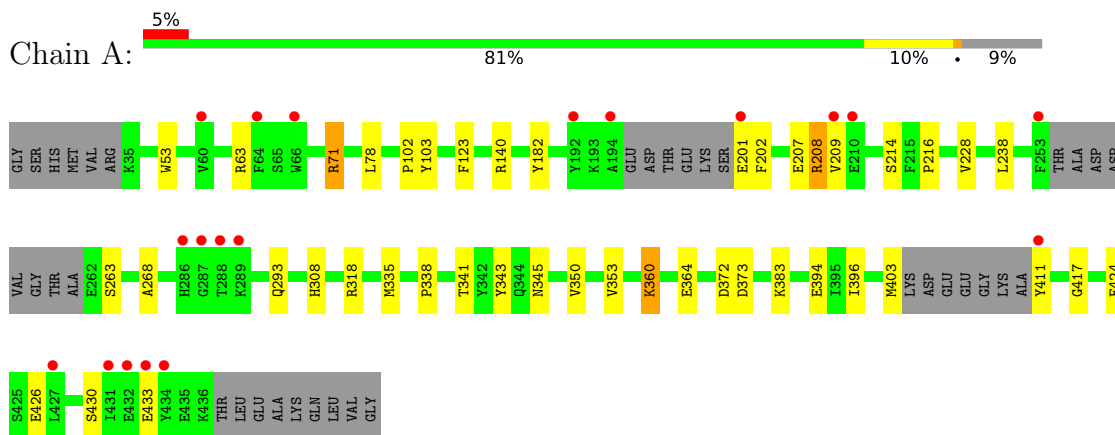 5%
Chain A:
81% 10% • 9%
GLY SER HIS MET VAL ARG K35 W53 V60 R63 F64 S65 W66 R71 L78 P102 Y103 F123 R140 Y182 Y192 K193 A194 GLU ASP THR GLU LYS SER E201 F202 E207 R208 V209 E210 S214 F215 P216 V228 L238 F253 THR ALA ASP ASP
VAL GLY THR ALA E262 S263 A268 H286 G287 T288 K289 Q293 H308 R318 M335 P338 T341 Y342 Y343 Q344 N345 V350 V353 K360 E364 D372 D373 K383 E394 I395 I396 M403 LYS ASP GLU GLU GLY LYS ALA Y411 G417
S425 E426 L427 S430 I431 E432 E433 Y434 E435 K436 THR LEU GLU ALA LYS GLN LEU VAL GLY